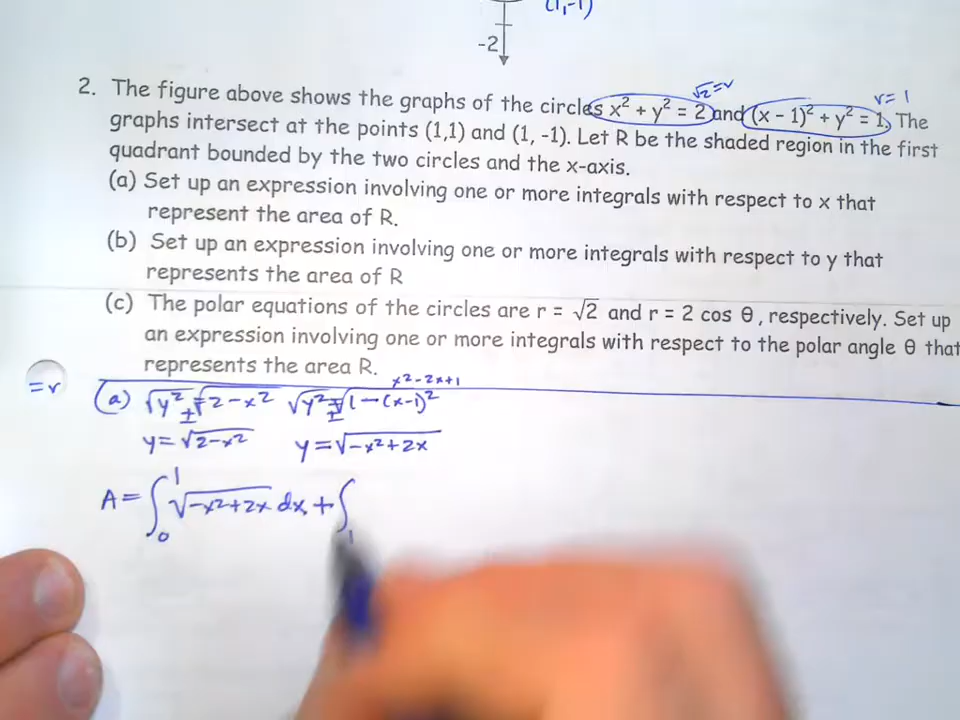 (1,-1)
-2
√2=r
r=1
2. The figure above shows the graphs of the circles x² + y² = 2 and (x - 1)² + y² = 1. The
graphs intersect at the points (1,1) and (1, -1). Let R be the shaded region in the first
quadrant bounded by the two circles and the x-axis.
(a) Set up an expression involving one or more integrals with respect to x that
represent the area of R.
(b) Set up an expression involving one or more integrals with respect to y that
represents the area of R
(c) The polar equations of the circles are r = √2 and r = 2 cos θ, respectively. Set up
an expression involving one or more integrals with respect to the polar angle θ that
represents the area R.
=r
x²-2x+1
(a) √y² =±√2-x² √y² =±√1-(x-1)²
y=√2-x² y=√-x²+2x
A=∫₀¹ √-x²+2x dx + ∫₁